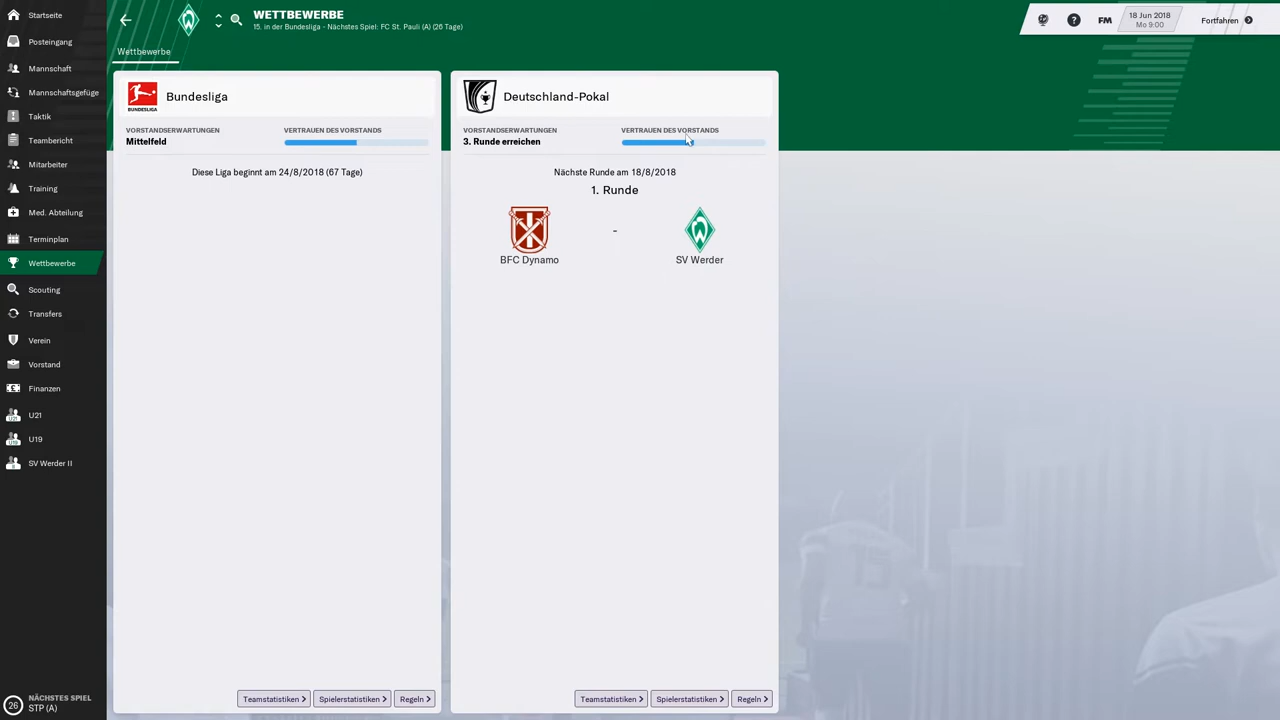 Startseite
Posteingang
Mannschaft
Mannschaftsgefüge
Taktik
Teambericht
Mitarbeiter
Training
Med. Abteilung
Terminplan
Wettbewerbe
Scouting
Transfers
Verein
Vorstand
Finanzen
U21
U19
SV Werder II
26
NÄCHSTES SPIEL
STP (A)
WETTBEWERBE
15. in der Bundesliga - Nächstes Spiel: FC St. Pauli (A) (26 Tage)
?
FM
18 Jun 2018
Mo 9:00
Fortfahren
Wettbewerbe
BUNDESLIGA
Bundesliga
VORSTANDSERWARTUNGEN
VERTRAUEN DES VORSTANDS
Mittelfeld
Diese Liga beginnt am 24/8/2018 (67 Tage)
Teamstatistiken
Spielerstatistiken
Regeln
Deutschland-Pokal
VORSTANDSERWARTUNGEN
VERTRAUEN DES VORSTANDS
3. Runde erreichen
Nächste Runde am 18/8/2018
1. Runde
BFC Dynamo
-
SV Werder
Teamstatistiken
Spielerstatistiken
Regeln